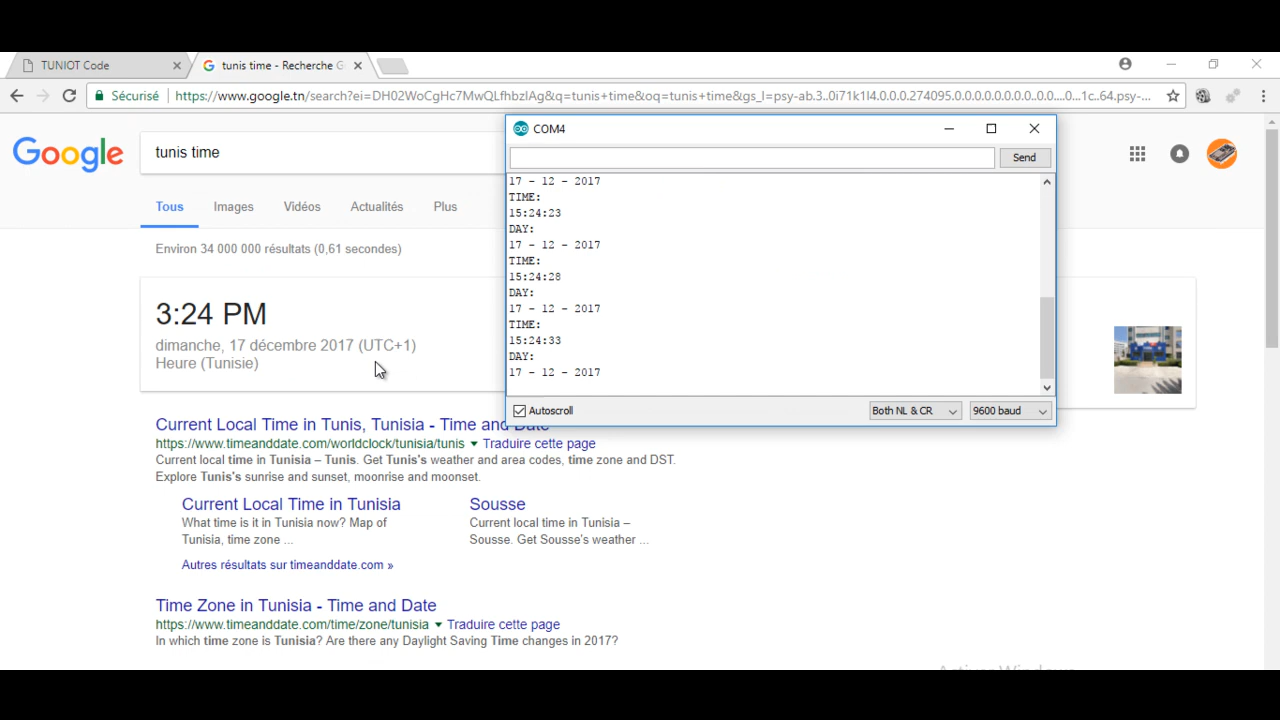 TUNIOT Code
tunis time - Recherche G
Sécurisé
https://www.google.tn/search?ei=DH02WoCgHc7MwQLfhbzIAg&q=tunis+time&oq=tunis+time&gs_l=psy-ab.3..0i71k1l4.0.0.0.274095.0.0.0.0.0.0.0.0..0.0....0...1c..64.psy-...
Google
tunis time
Tous
Images
Vidéos
Actualités
Plus
Environ 34 000 000 résultats (0,61 secondes)
3:24 PM
dimanche, 17 décembre 2017 (UTC+1)
Heure (Tunisie)
COM4
Send
17 - 12 - 2017
TIME:
15:24:23
DAY:
17 - 12 - 2017
TIME:
15:24:28
DAY:
17 - 12 - 2017
TIME:
15:24:33
DAY:
17 - 12 - 2017
Autoscroll
Both NL & CR
9600 baud
Current Local Time in Tunis, Tunisia - Time and Date
https://www.timeanddate.com/worldclock/tunisia/tunis ▾ Traduire cette page
Current local time in Tunisia – Tunis. Get Tunis's weather and area codes, time zone and DST.
Explore Tunis's sunrise and sunset, moonrise and moonset.
Current Local Time in Tunisia
What time is it in Tunisia now? Map of
Tunisia, time zone ...
Sousse
Current local time in Tunisia –
Sousse. Get Sousse's weather ...
Autres résultats sur timeanddate.com »
Time Zone in Tunisia - Time and Date
https://www.timeanddate.com/time/zone/tunisia ▾ Traduire cette page
In which time zone is Tunisia? Are there any Daylight Saving Time changes in 2017?